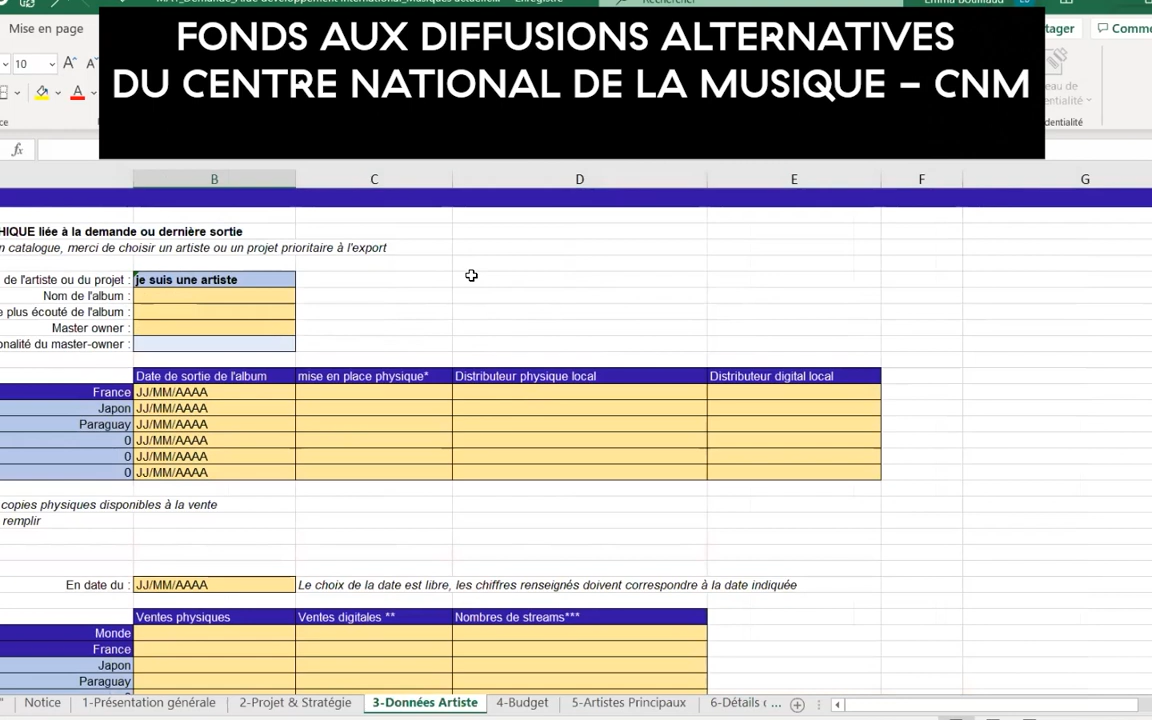 Mise en page
FONDS AUX DIFFUSIONS ALTERNATIVES
DU CENTRE NATIONAL DE LA MUSIQUE – CNM
tager
Comme
10
eau de
entialité
dentialité
fx
B C D E F G
HIQUE liée à la demande ou dernière sortie
n catalogue, merci de choisir un artiste ou un projet prioritaire à l'export
de l'artiste ou du projet : je suis une artiste
Nom de l'album :
e plus écouté de l'album :
Master owner :
onalité du master-owner :
Date de sortie de l'album mise en place physique* Distributeur physique local Distributeur digital local
France JJ/MM/AAAA
Japon JJ/MM/AAAA
Paraguay JJ/MM/AAAA
0 JJ/MM/AAAA
0 JJ/MM/AAAA
0 JJ/MM/AAAA
copies physiques disponibles à la vente
remplir
En date du : JJ/MM/AAAA Le choix de la date est libre, les chiffres renseignés doivent correspondre à la date indiquée
Ventes physiques Ventes digitales ** Nombres de streams***
Monde
France
Japon
Paraguay
Notice 1-Présentation générale 2-Projet & Stratégie 3-Données Artiste 4-Budget 5-Artistes Principaux 6-Détails c ...